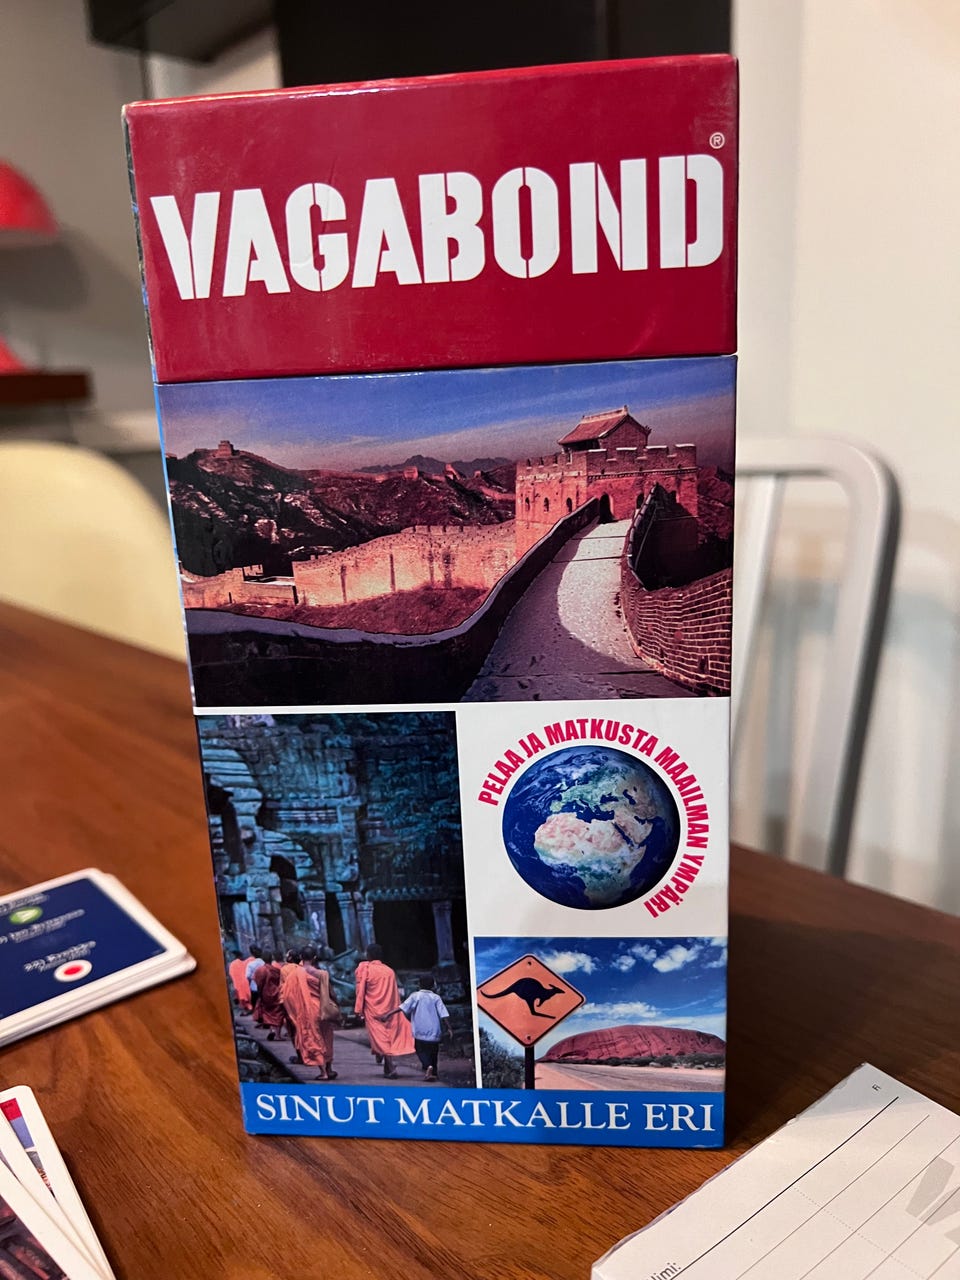 VAGABOND®
PELAA JA MATKUSTA MAAILMAN YMPÄRI
SINUT MATKALLE ERI